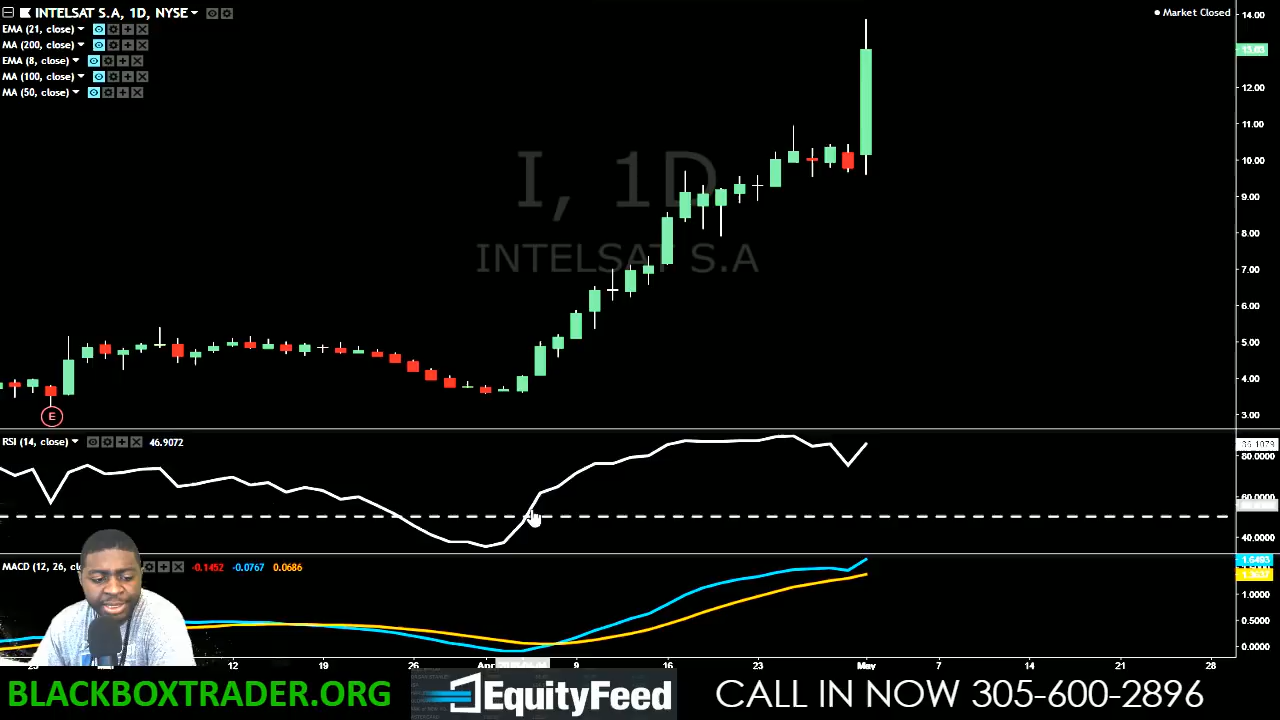 INTELSAT S.A, 1D, NYSE
Market Closed
EMA (21, close)
MA (200, close)
EMA (8, close)
MA (100, close)
MA (50, close)
14.00
13.03
12.00
11.00
10.00
9.00
8.00
7.00
6.00
5.00
4.00
3.00
I, 1D
INTELSAT S.A
E
RSI (14, close) 46.9072
80.0000
60.0000
40.0000
MACD (12, 26, -0.1452 -0.0767 0.0686
1.6493
1.0000
0.5000
0.0000
12 19 26 9 16 23 May 7 14 21 28
BLACKBOXTRADER.ORG
EquityFeed
CALL IN NOW 305-600-2896